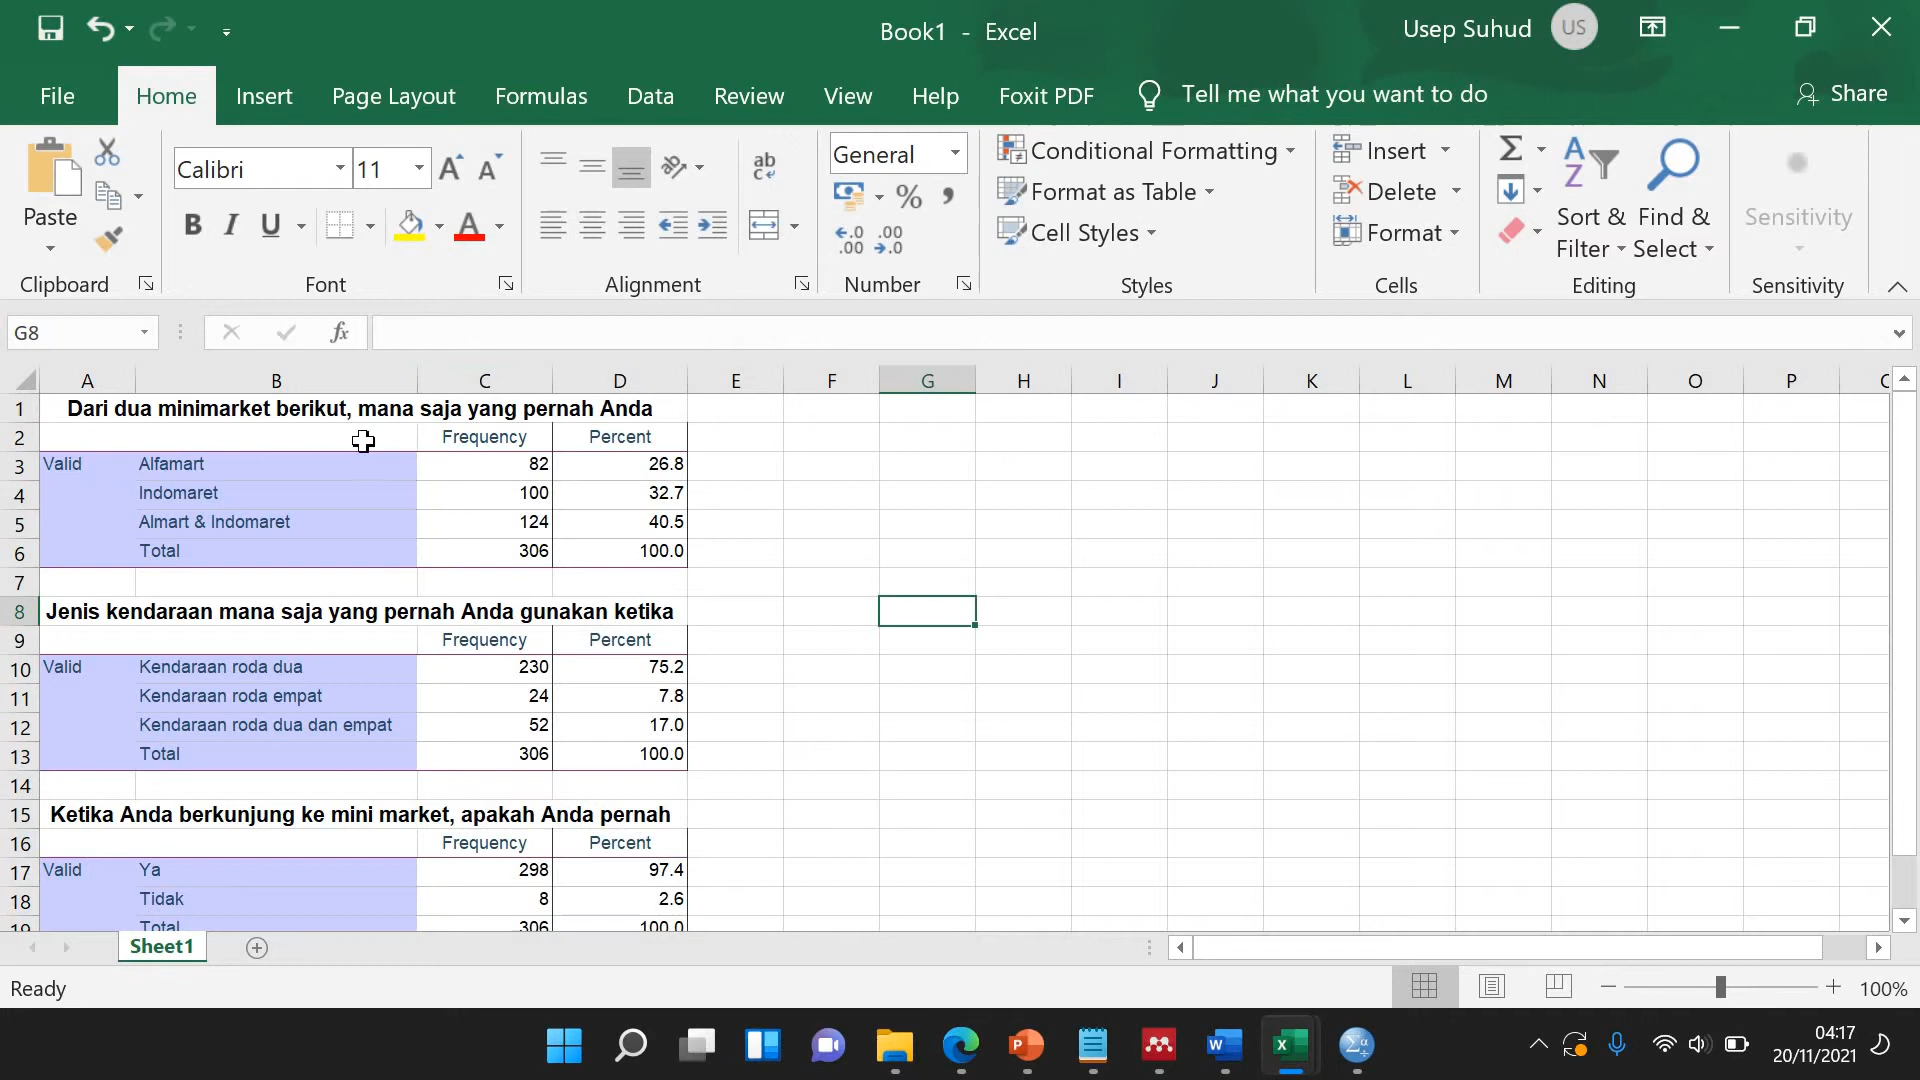 Book1 - Excel
Usep Suhud
US
File Home Insert Page Layout Formulas Data Review View Help Foxit PDF Tell me what you want to do Share
Paste
Clipboard
Calibri 11
B I U
Font
ab
Alignment
General
% ,
Number
Conditional Formatting
Format as Table
Cell Styles
Styles
Insert
Delete
Format
Cells
Sort & Filter
Find & Select
Editing
Sensitivity
Sensitivity
G8
fx
A B C D E F G H I J K L M N O P
1 Dari dua minimarket berikut, mana saja yang pernah Anda
2 Frequency Percent
3 Valid Alfamart 82 26.8
4 Indomaret 100 32.7
5 Almart & Indomaret 124 40.5
6 Total 306 100.0
7
8 Jenis kendaraan mana saja yang pernah Anda gunakan ketika
9 Frequency Percent
10 Valid Kendaraan roda dua 230 75.2
11 Kendaraan roda empat 24 7.8
12 Kendaraan roda dua dan empat 52 17.0
13 Total 306 100.0
14
15 Ketika Anda berkunjung ke mini market, apakah Anda pernah
16 Frequency Percent
17 Valid Ya 298 97.4
18 Tidak 8 2.6
19 Total 306 100.0
Sheet1
Ready
100%
04:17
20/11/2021